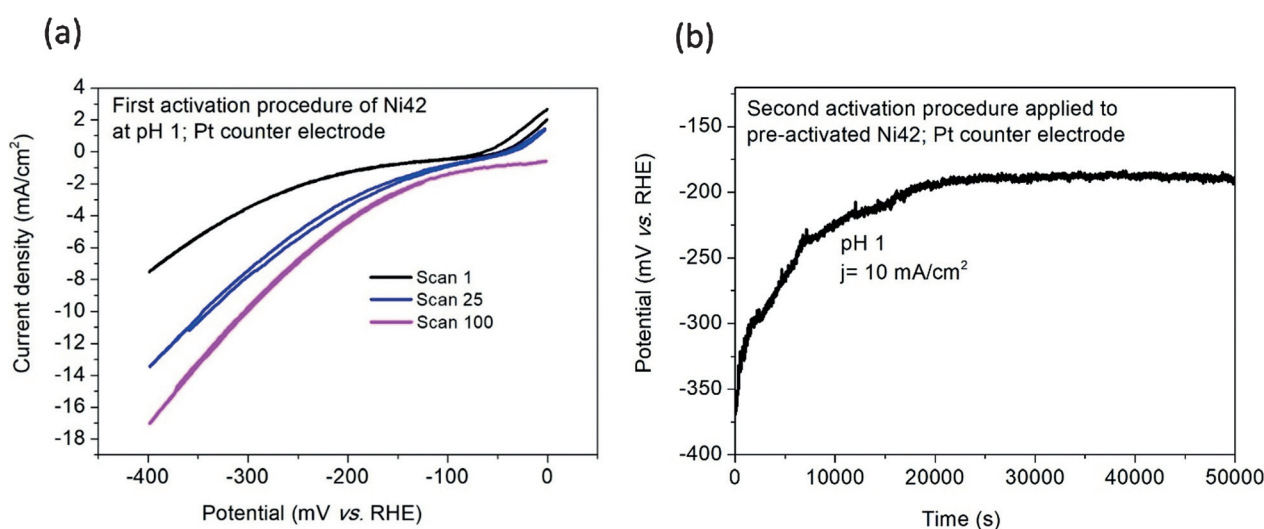 (a)
4
2
0
-2
-4
-6
-8
-10
-12
-14
-16
-18
Current density (mA/cm²)
First activation procedure of Ni42
at pH 1; Pt counter electrode
Scan 1
Scan 25
Scan 100
-400
-300
-200
-100
0
Potential (mV vs. RHE)
(b)
-150
-200
-250
-300
-350
-400
Potential (mV vs. RHE)
Second activation procedure applied to
pre-activated Ni42; Pt counter electrode
pH 1
j= 10 mA/cm²
0
10000
20000
30000
40000
50000
Time (s)